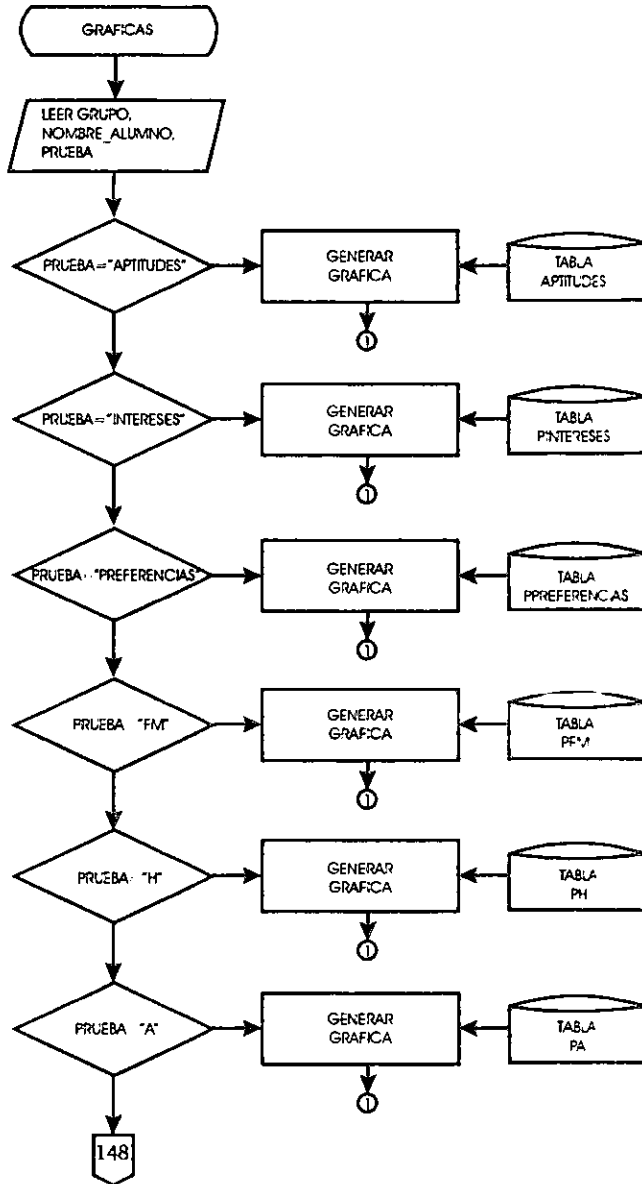 GRAFICAS
LEER GRUPO,
NOMBRE_ALUMNO,
PRUEBA
PRUEBA="APTITUDES"
GENERAR
GRAFICA
TABLA
APTITUDES
1
PRUEBA="INTERESES"
GENERAR
GRAFICA
TABLA
PINTERESES
1
PRUEBA "PREFERENCIAS"
GENERAR
GRAFICA
TABLA
PPREFERENCIAS
1
PRUEBA "FM"
GENERAR
GRAFICA
TABLA
PFM
1
PRUEBA "H"
GENERAR
GRAFICA
TABLA
PH
1
PRUEBA "A"
GENERAR
GRAFICA
TABLA
PA
1
148